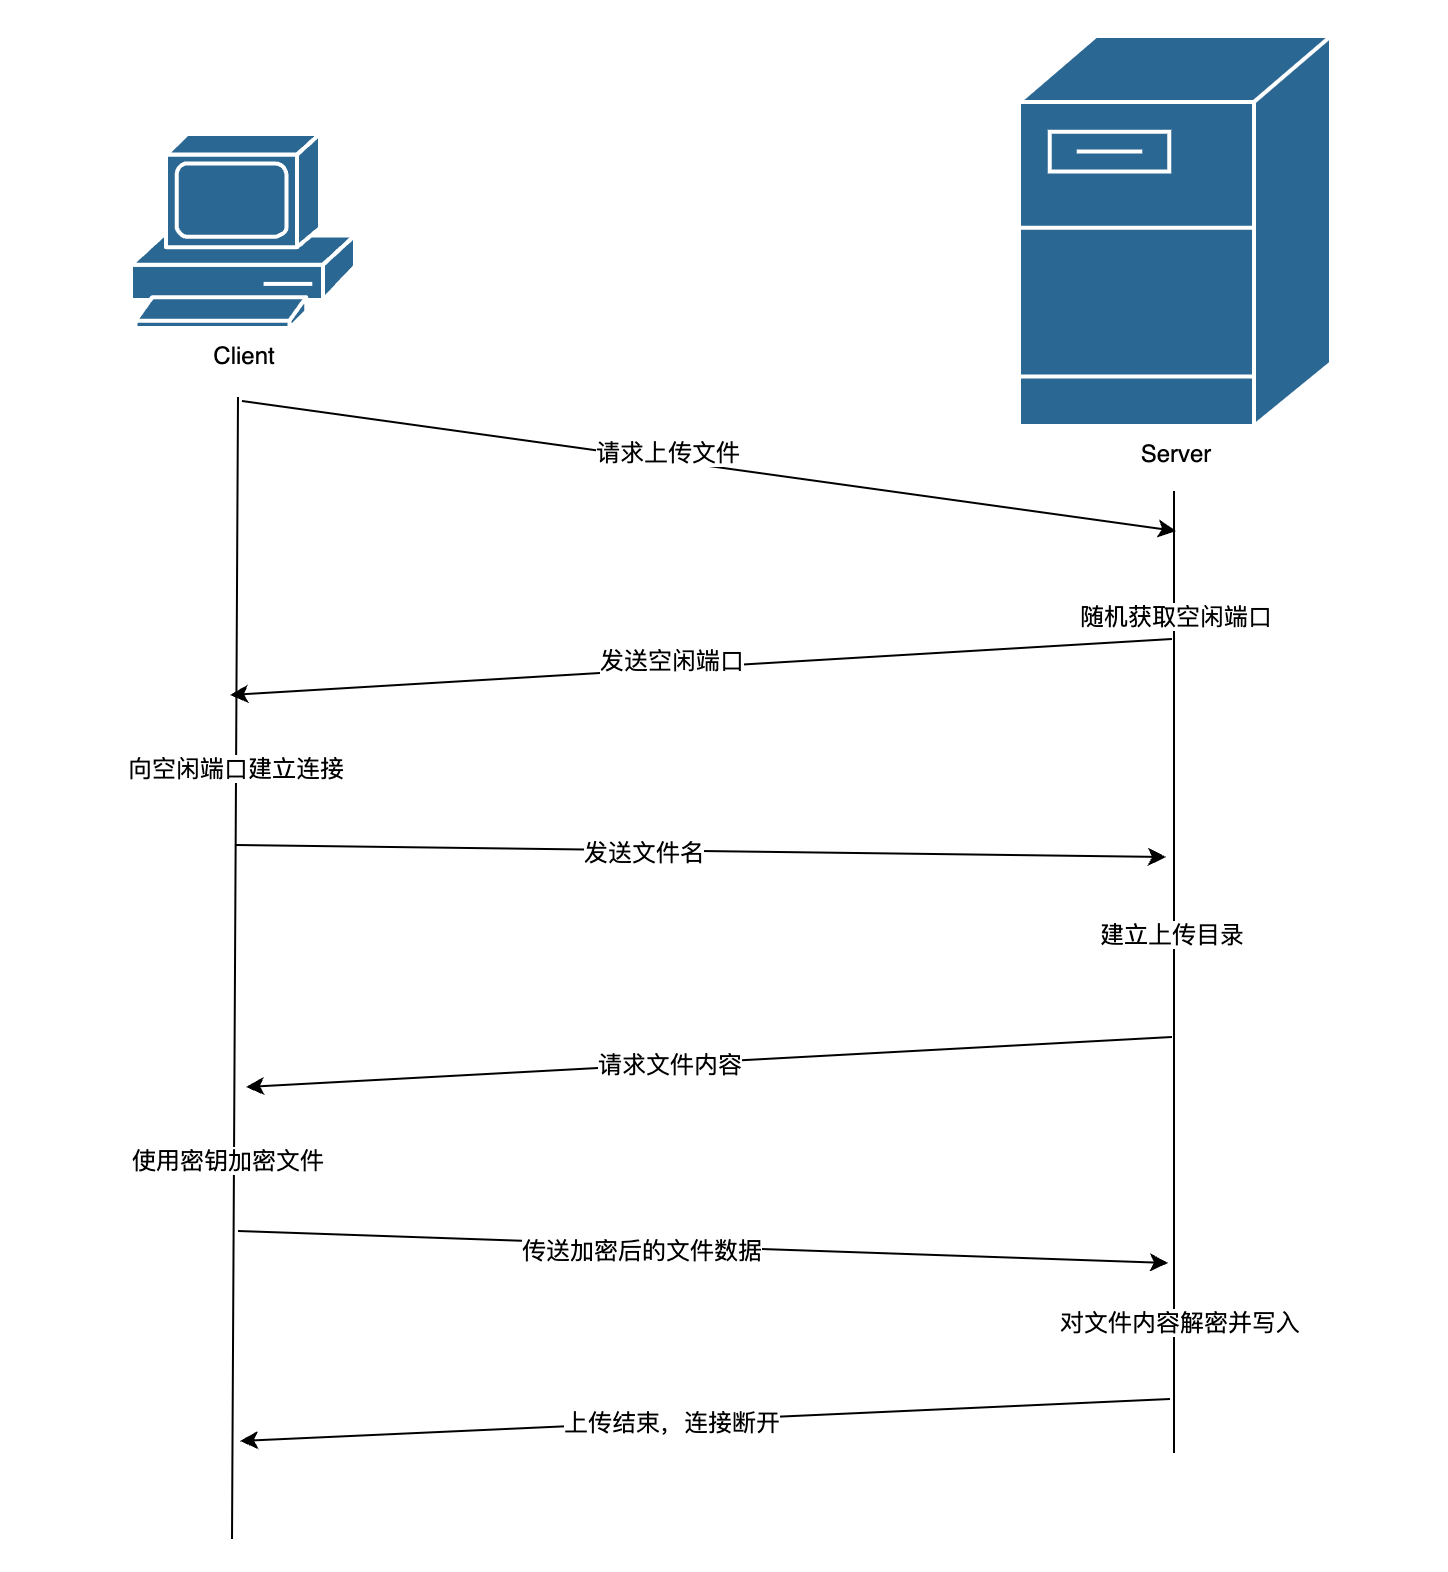 Client
Server
请求上传文件
随机获取空闲端口
发送空闲端口
向空闲端口建立连接
发送文件名
建立上传目录
请求文件内容
使用密钥加密文件
传送加密后的文件数据
对文件内容解密并写入
上传结束，连接断开